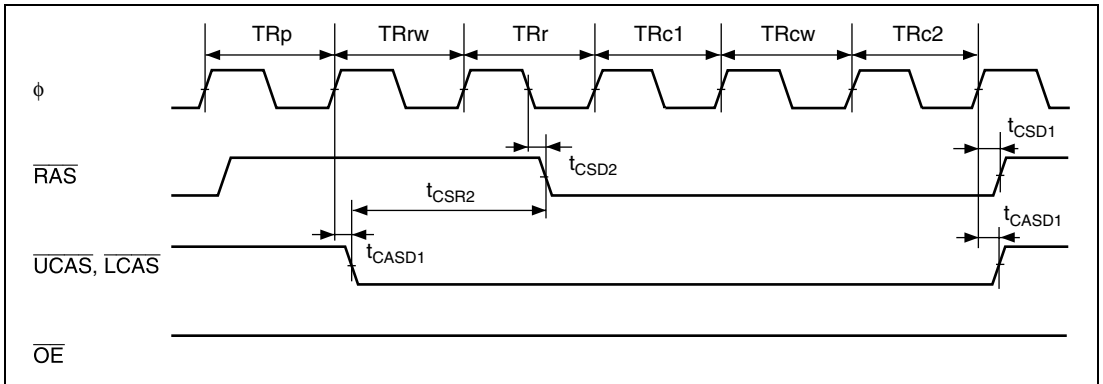 TRp TRrw TRr TRc1 TRcw TRc2
ϕ
tCSD1
RAS
tCSD2
tCSR2
tCASD1
UCAS, LCAS
tCASD1
OE